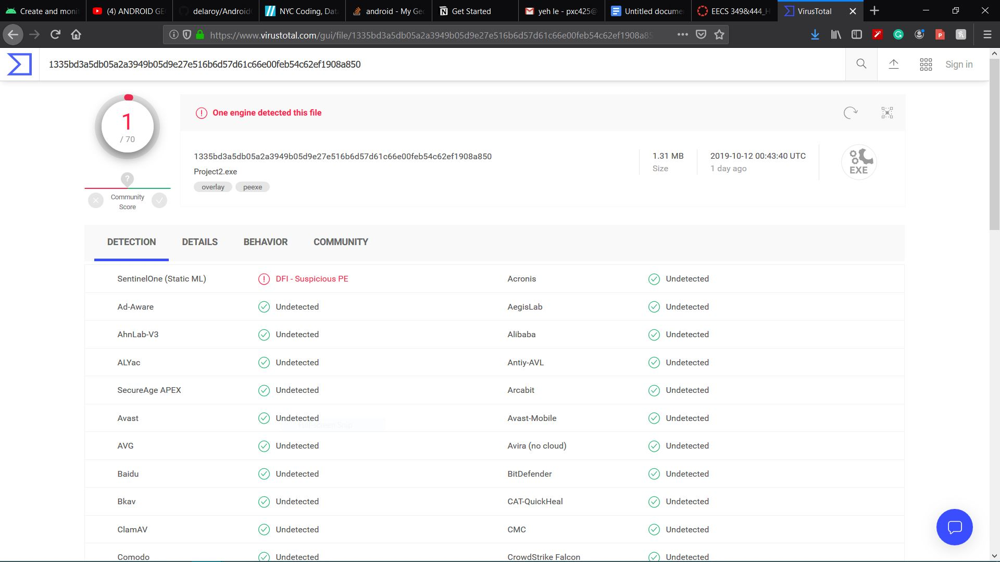 Create and moni
(4) ANDROID GE
delaroy/Android
NYC Coding, Dat
android - My Geo
Get Started
yeh le - pxc425@
Untitled docume
EECS 349&444_H
VirusTotal
https://www.virustotal.com/gui/file/1335bd3a5db05a2a3949b05d9e27e516b6d57d61c66e00feb54c62ef1908a85
1335bd3a5db05a2a3949b05d9e27e516b6d57d61c66e00feb54c62ef1908a850
Sign in
1
/ 70
One engine detected this file
1335bd3a5db05a2a3949b05d9e27e516b6d57d61c66e00feb54c62ef1908a850
Project2.exe
overlay
peexe
1.31 MB
Size
2019-10-12 00:43:40 UTC
1 day ago
EXE
?
Community
Score
DETECTION
DETAILS
BEHAVIOR
COMMUNITY
SentinelOne (Static ML) DFI - Suspicious PE Acronis Undetected
Ad-Aware Undetected AegisLab Undetected
AhnLab-V3 Undetected Alibaba Undetected
ALYac Undetected Antiy-AVL Undetected
SecureAge APEX Undetected Arcabit Undetected
Avast Undetected Avast-Mobile Undetected
Full-screen Snip
AVG Undetected Avira (no cloud) Undetected
Baidu Undetected BitDefender Undetected
Bkav Undetected CAT-QuickHeal Undetected
ClamAV Undetected CMC Undetected
Comodo Undetected CrowdStrike Falcon Undetected